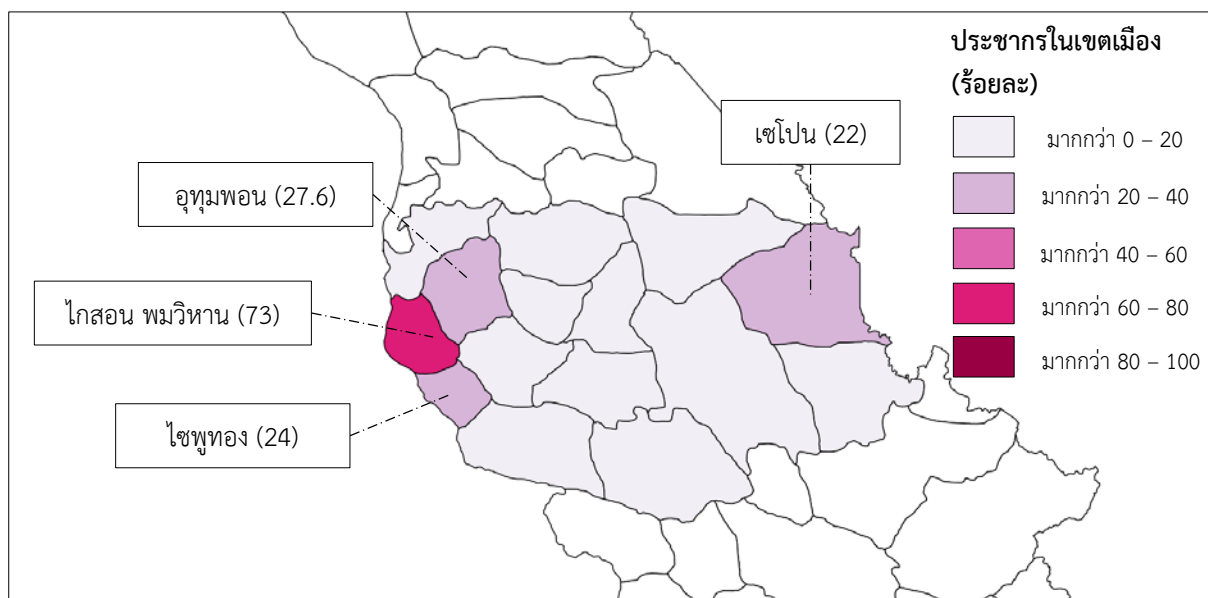 ประชากรในเขตเมือง
(ร้อยละ)
มากกว่า 0 – 20
มากกว่า 20 – 40
มากกว่า 40 – 60
มากกว่า 60 – 80
มากกว่า 80 – 100
เซโปน (22)
อุทุมพอน (27.6)
ไกสอน พมวิหาน (73)
ไซพูทอง (24)